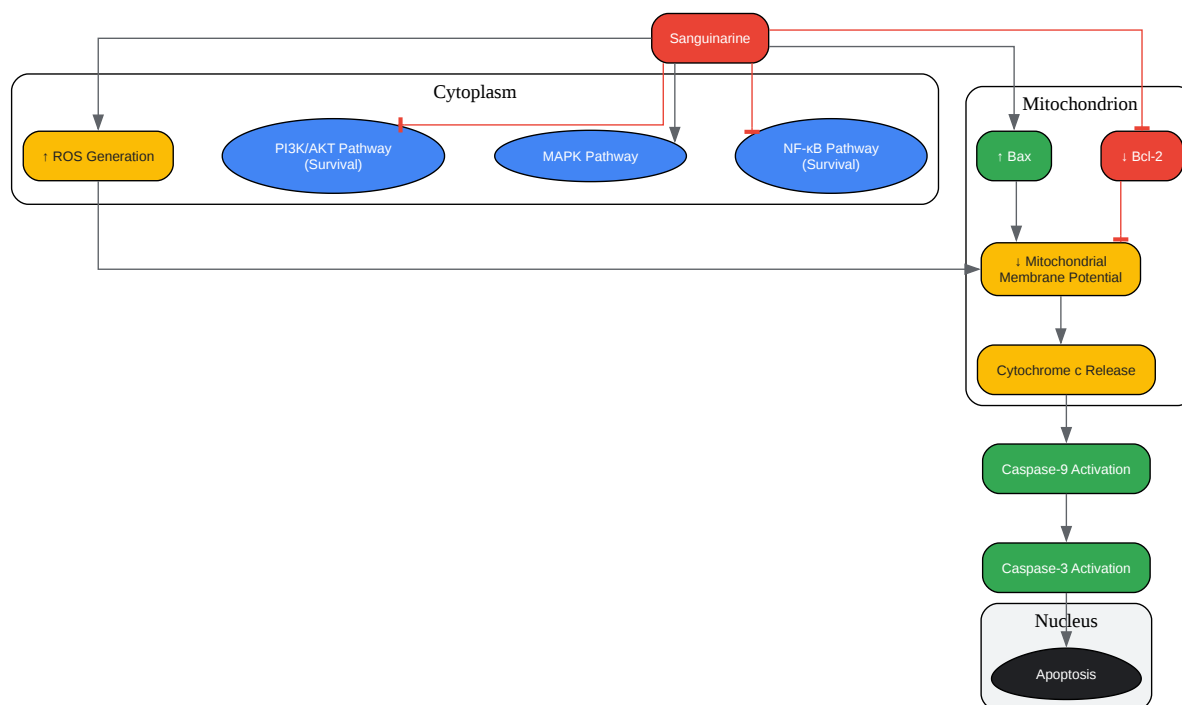 Sanguinarine
Cytoplasm
Mitochondrion
↑ ROS Generation
PI3K/AKT Pathway
(Survival)
MAPK Pathway
NF-κB Pathway
(Survival)
↑ Bax
↓ Bcl-2
↓ Mitochondrial
Membrane Potential
Cytochrome c Release
Caspase-9 Activation
Caspase-3 Activation
Nucleus
Apoptosis